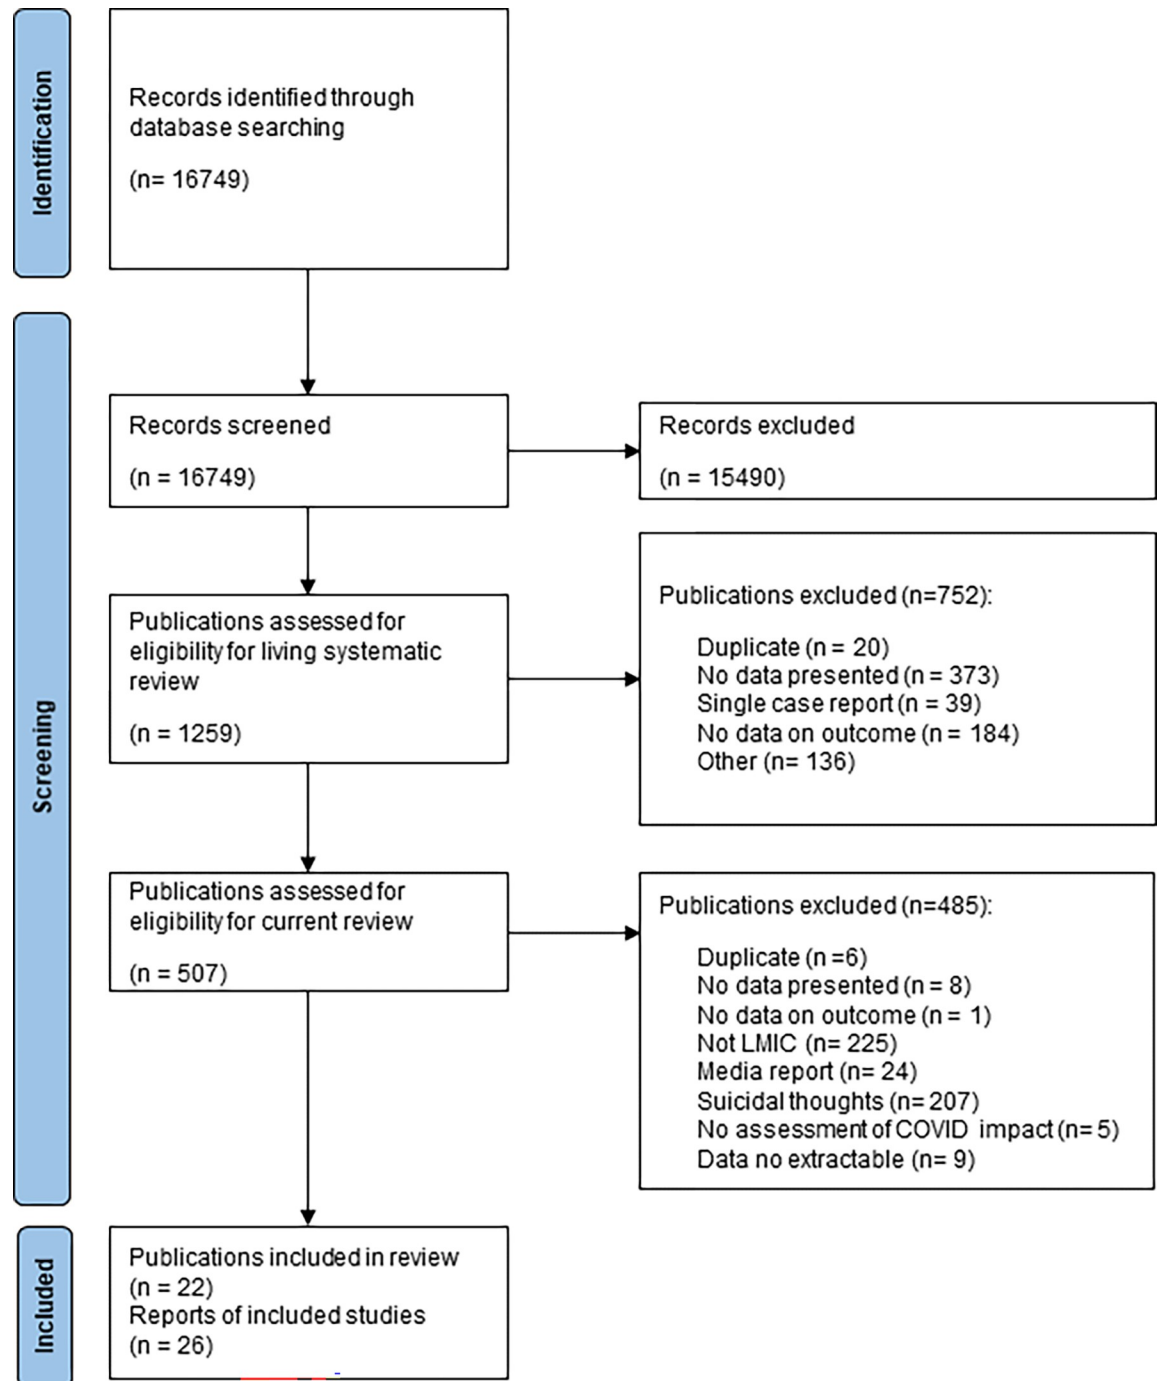 Identification
Records identified through
database searching
(n= 16749)
Screening
Records screened
(n = 16749)
Records excluded
(n = 15490)
Publications assessed for
eligibility for living systematic
review
(n = 1259)
Publications excluded (n=752):
Duplicate (n = 20)
No data presented (n = 373)
Single case report (n = 39)
No data on outcome (n = 184)
Other (n= 136)
Publications assessed for
eligibility for current review
(n = 507)
Publications excluded (n=485):
Duplicate (n =6)
No data presented (n = 8)
No data on outcome (n = 1)
Not LMIC (n= 225)
Media report (n= 24)
Suicidal thoughts (n= 207)
No assessment of COVID impact (n= 5)
Data no extractable (n= 9)
Included
Publications included in review
(n = 22)
Reports of included studies
(n = 26)